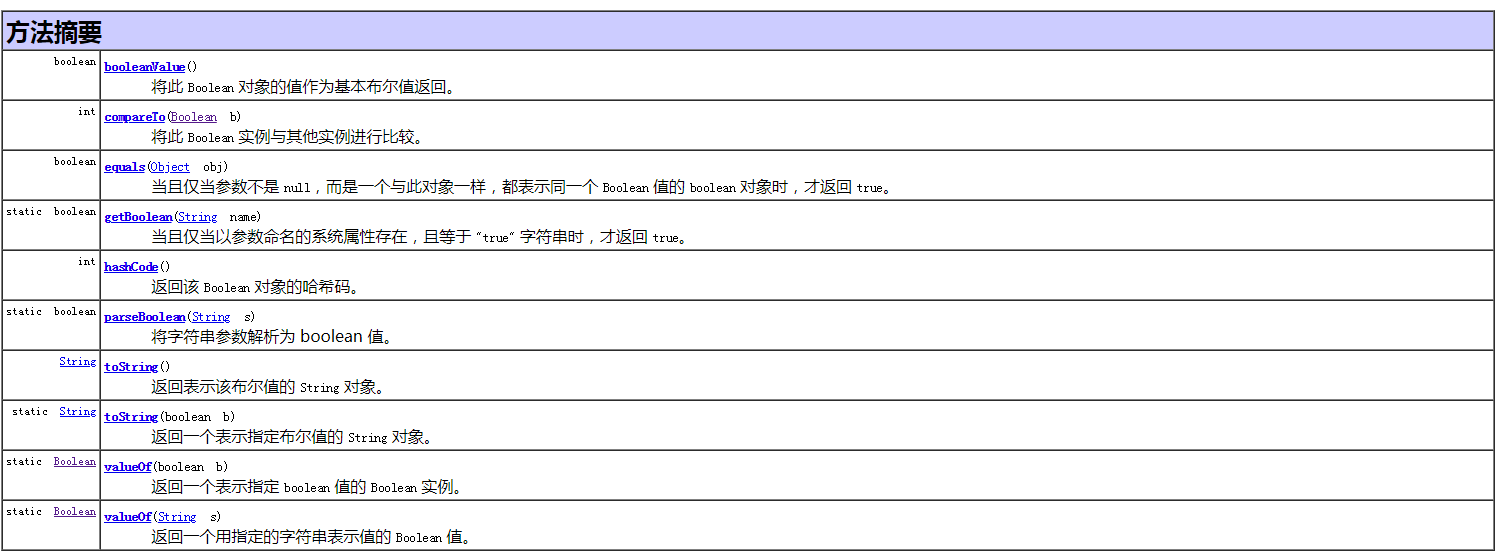 方法摘要
boolean booleanValue()
将此 Boolean 对象的值作为基本布尔值返回。
int compareTo(Boolean b)
将此 Boolean 实例与其他实例进行比较。
boolean equals(Object obj)
当且仅当参数不是 null，而是一个与此对象一样，都表示同一个 Boolean 值的 boolean 对象时，才返回 true。
static boolean getBoolean(String name)
当且仅当以参数命名的系统属性存在，且等于 "true" 字符串时，才返回 true。
int hashCode()
返回该 Boolean 对象的哈希码。
static boolean parseBoolean(String s)
将字符串参数解析为 boolean 值。
String toString()
返回表示该布尔值的 String 对象。
static String toString(boolean b)
返回一个表示指定布尔值的 String 对象。
static Boolean valueOf(boolean b)
返回一个表示指定 boolean 值的 Boolean 实例。
static Boolean valueOf(String s)
返回一个用指定的字符串表示值的 Boolean 值。